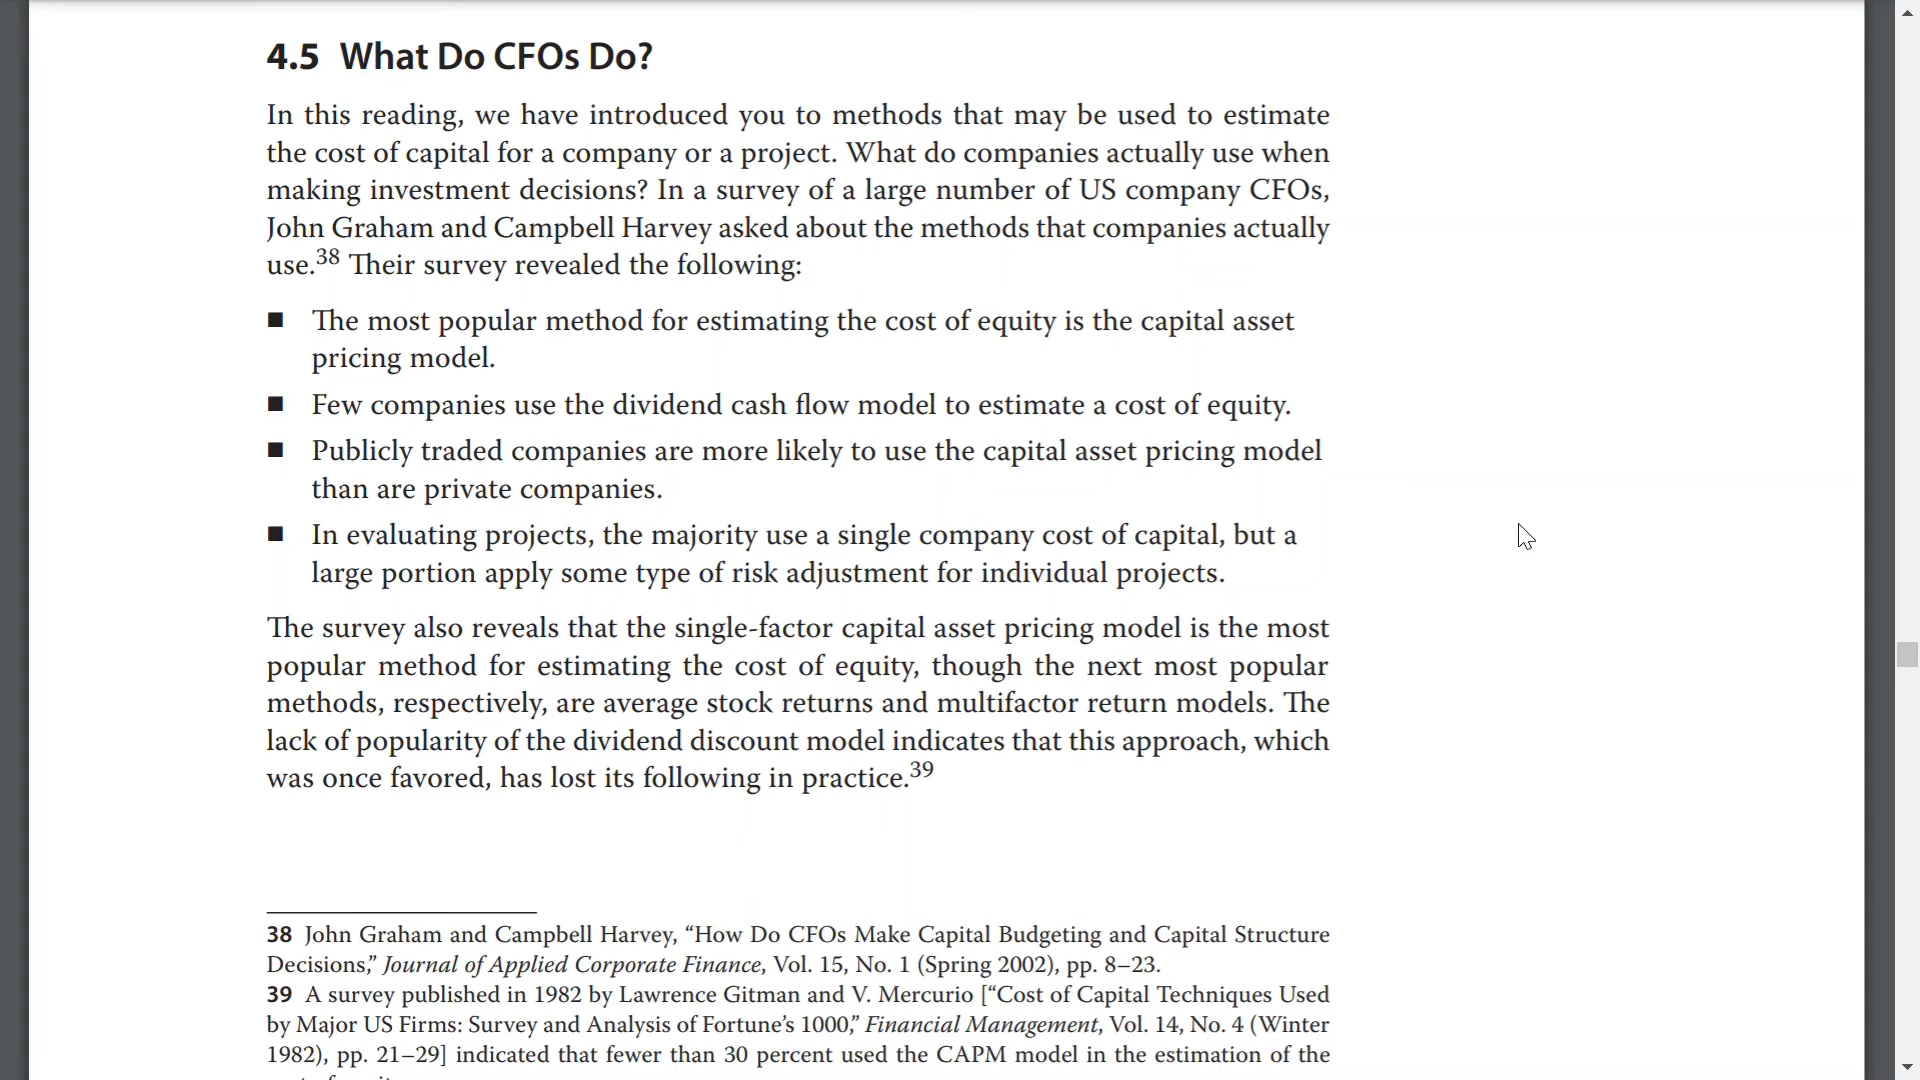 4.5 What Do CFOs Do?
In this reading, we have introduced you to methods that may be used to estimate
the cost of capital for a company or a project. What do companies actually use when
making investment decisions? In a survey of a large number of US company CFOs,
John Graham and Campbell Harvey asked about the methods that companies actually
use.38 Their survey revealed the following:
■ The most popular method for estimating the cost of equity is the capital asset
pricing model.
■ Few companies use the dividend cash flow model to estimate a cost of equity.
■ Publicly traded companies are more likely to use the capital asset pricing model
than are private companies.
■ In evaluating projects, the majority use a single company cost of capital, but a
large portion apply some type of risk adjustment for individual projects.
The survey also reveals that the single-factor capital asset pricing model is the most
popular method for estimating the cost of equity, though the next most popular
methods, respectively, are average stock returns and multifactor return models. The
lack of popularity of the dividend discount model indicates that this approach, which
was once favored, has lost its following in practice.39
38 John Graham and Campbell Harvey, “How Do CFOs Make Capital Budgeting and Capital Structure
Decisions,” Journal of Applied Corporate Finance, Vol. 15, No. 1 (Spring 2002), pp. 8–23.
39 A survey published in 1982 by Lawrence Gitman and V. Mercurio [“Cost of Capital Techniques Used
by Major US Firms: Survey and Analysis of Fortune’s 1000,” Financial Management, Vol. 14, No. 4 (Winter
1982), pp. 21–29] indicated that fewer than 30 percent used the CAPM model in the estimation of the